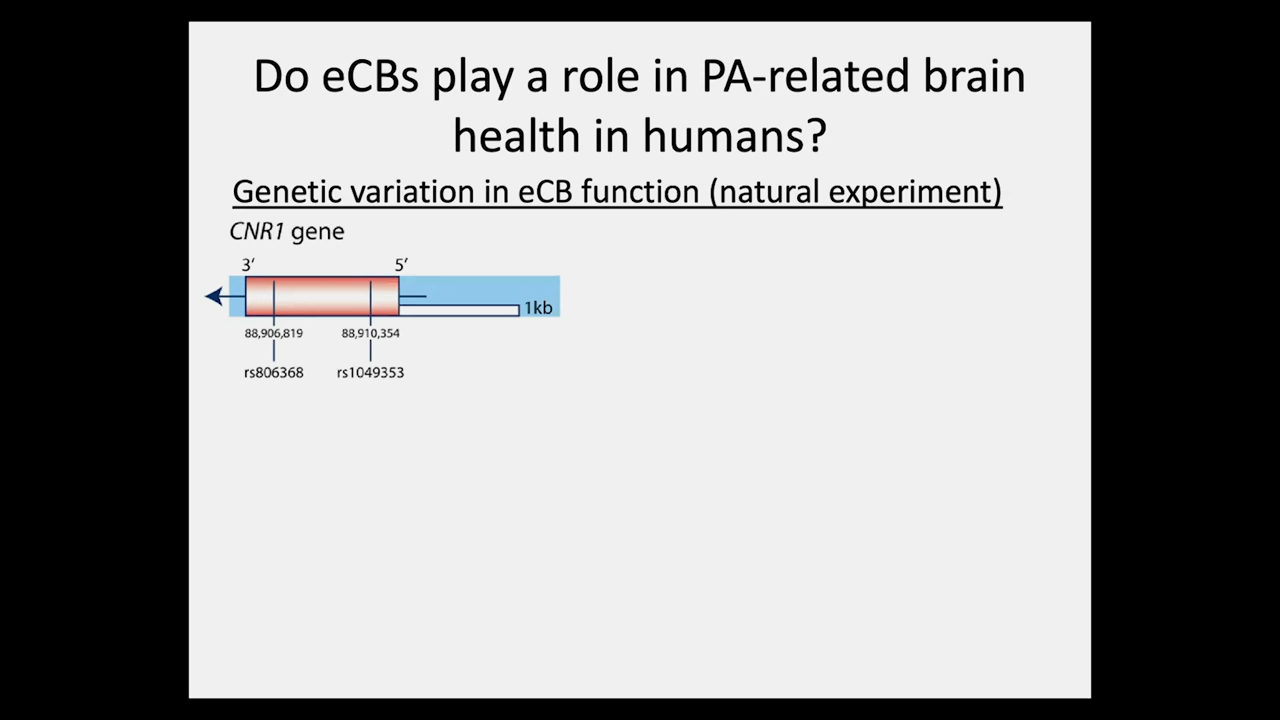 Do eCBs play a role in PA-related brain
health in humans?
Genetic variation in eCB function (natural experiment)
CNR1 gene
3′ 5′
1kb
88,906,819 88,910,354
rs806368 rs1049353